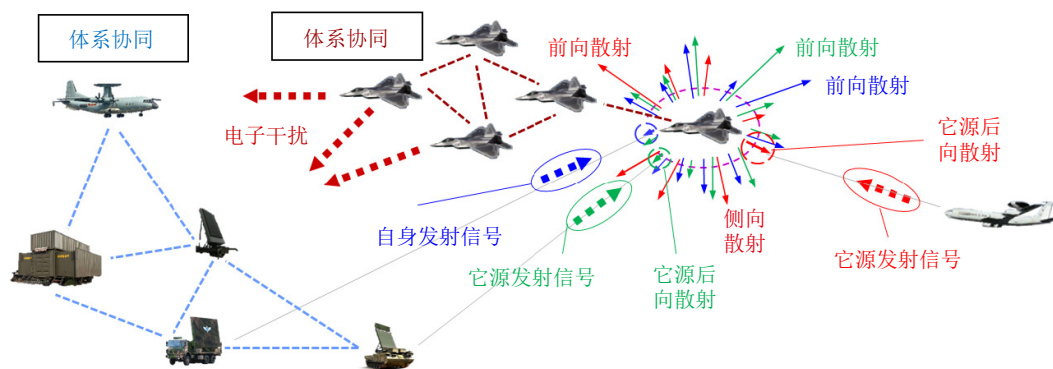 体系协同
体系协同
前向散射
前向散射
前向散射
电子干扰
它源后
向散射
自身发射信号
它源发射信号
它源后
向散射
侧向
散射
它源发射信号